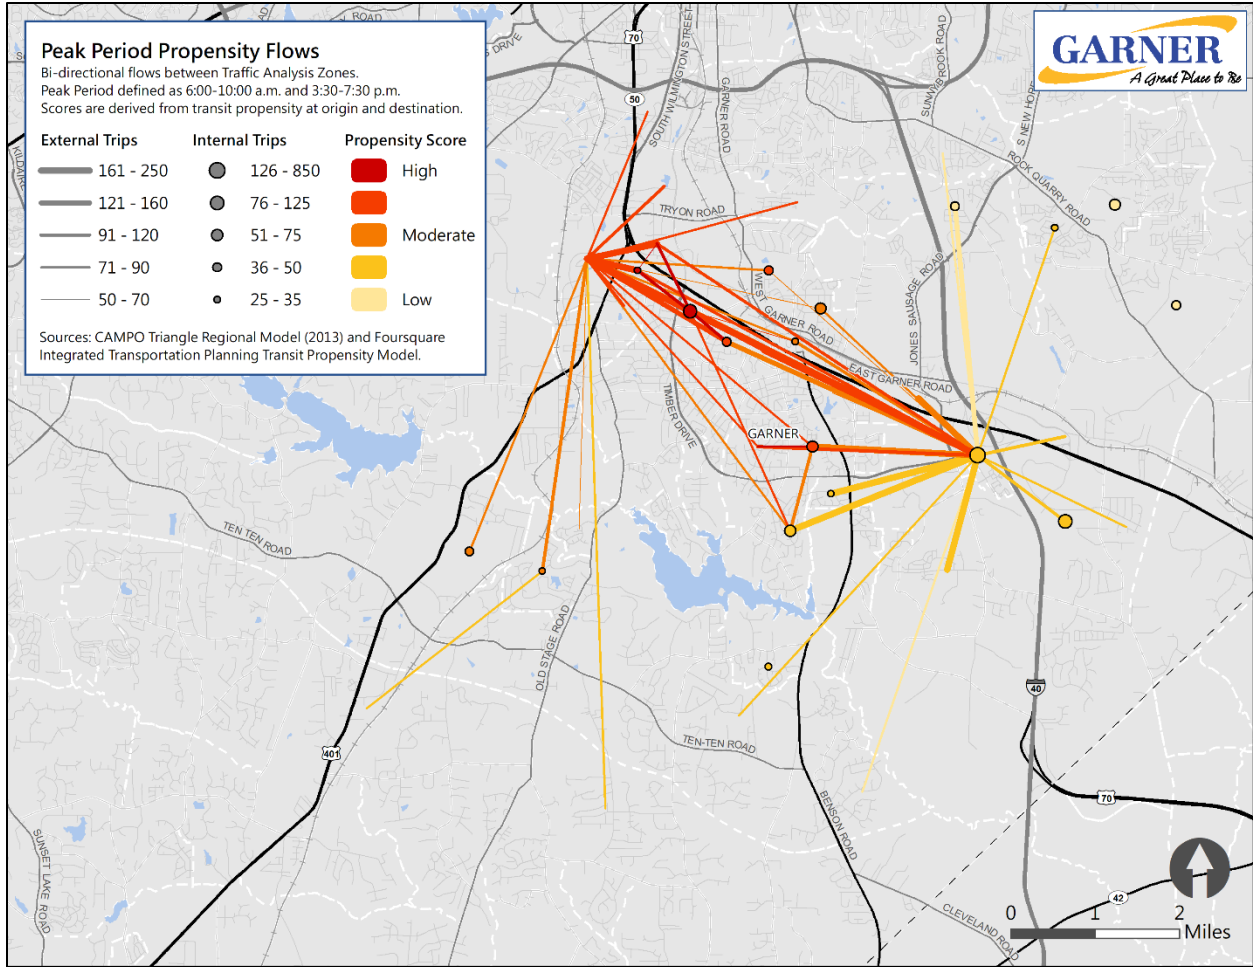 Peak Period Propensity Flows
Bi-directional flows between Traffic Analysis Zones.
Peak Period defined as 6:00-10:00 a.m. and 3:30-7:30 p.m.
Scores are derived from transit propensity at origin and destination.
External Trips Internal Trips Propensity Score
161 - 250 126 - 850 High
121 - 160 76 - 125
91 - 120 51 - 75 Moderate
71 - 90 36 - 50
50 - 70 25 - 35 Low
Sources: CAMPO Triangle Regional Model (2013) and Foursquare
Integrated Transportation Planning Transit Propensity Model.
GARNER
A Great Place to Be
DRIVE
70
50
SOUTH WILMINGTON STREET
GARNER ROAD
SUNNYBROOK ROAD
S NEW HOPE
ROCK QUARRY ROAD
KILDAIRE
TRYON ROAD
WEST GARNER ROAD
JONES SAUSAGE ROAD
EAST GARNER ROAD
TIMBER DRIVE
GARNER
TEN TEN ROAD
OLD STAGE ROAD
40
401
TEN-TEN ROAD
70
BENSON ROAD
SUNSET LAKE ROAD
42
CLEVELAND ROAD
0 1 2
Miles